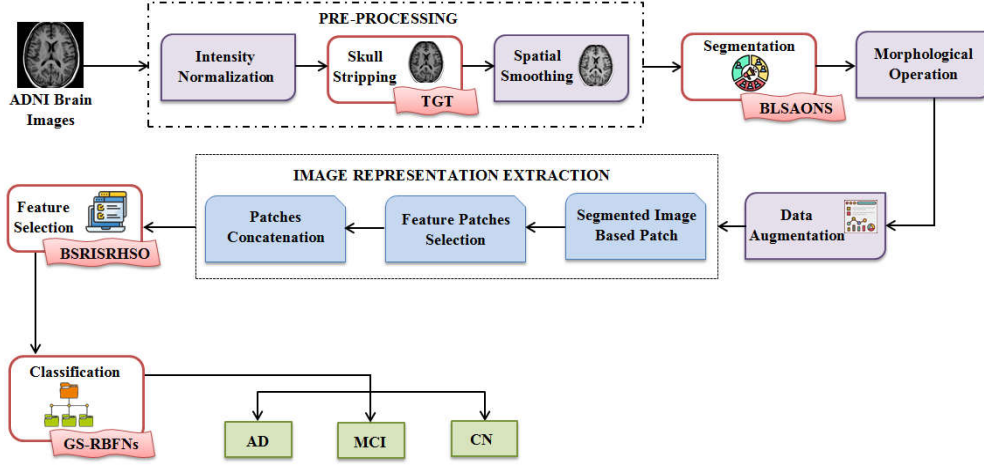 PRE-PROCESSING
ADNI Brain
Images
Intensity
Normalization
Skull
Stripping
TGT
Spatial
Smoothing
Segmentation
BLSAONS
Morphological
Operation
IMAGE REPRESENTATION EXTRACTION
Feature
Selection
BSRISRHSO
Patches
Concatenation
Feature Patches
Selection
Segmented Image
Based Patch
Data
Augmentation
Classification
GS-RBFNs
AD
MCI
CN